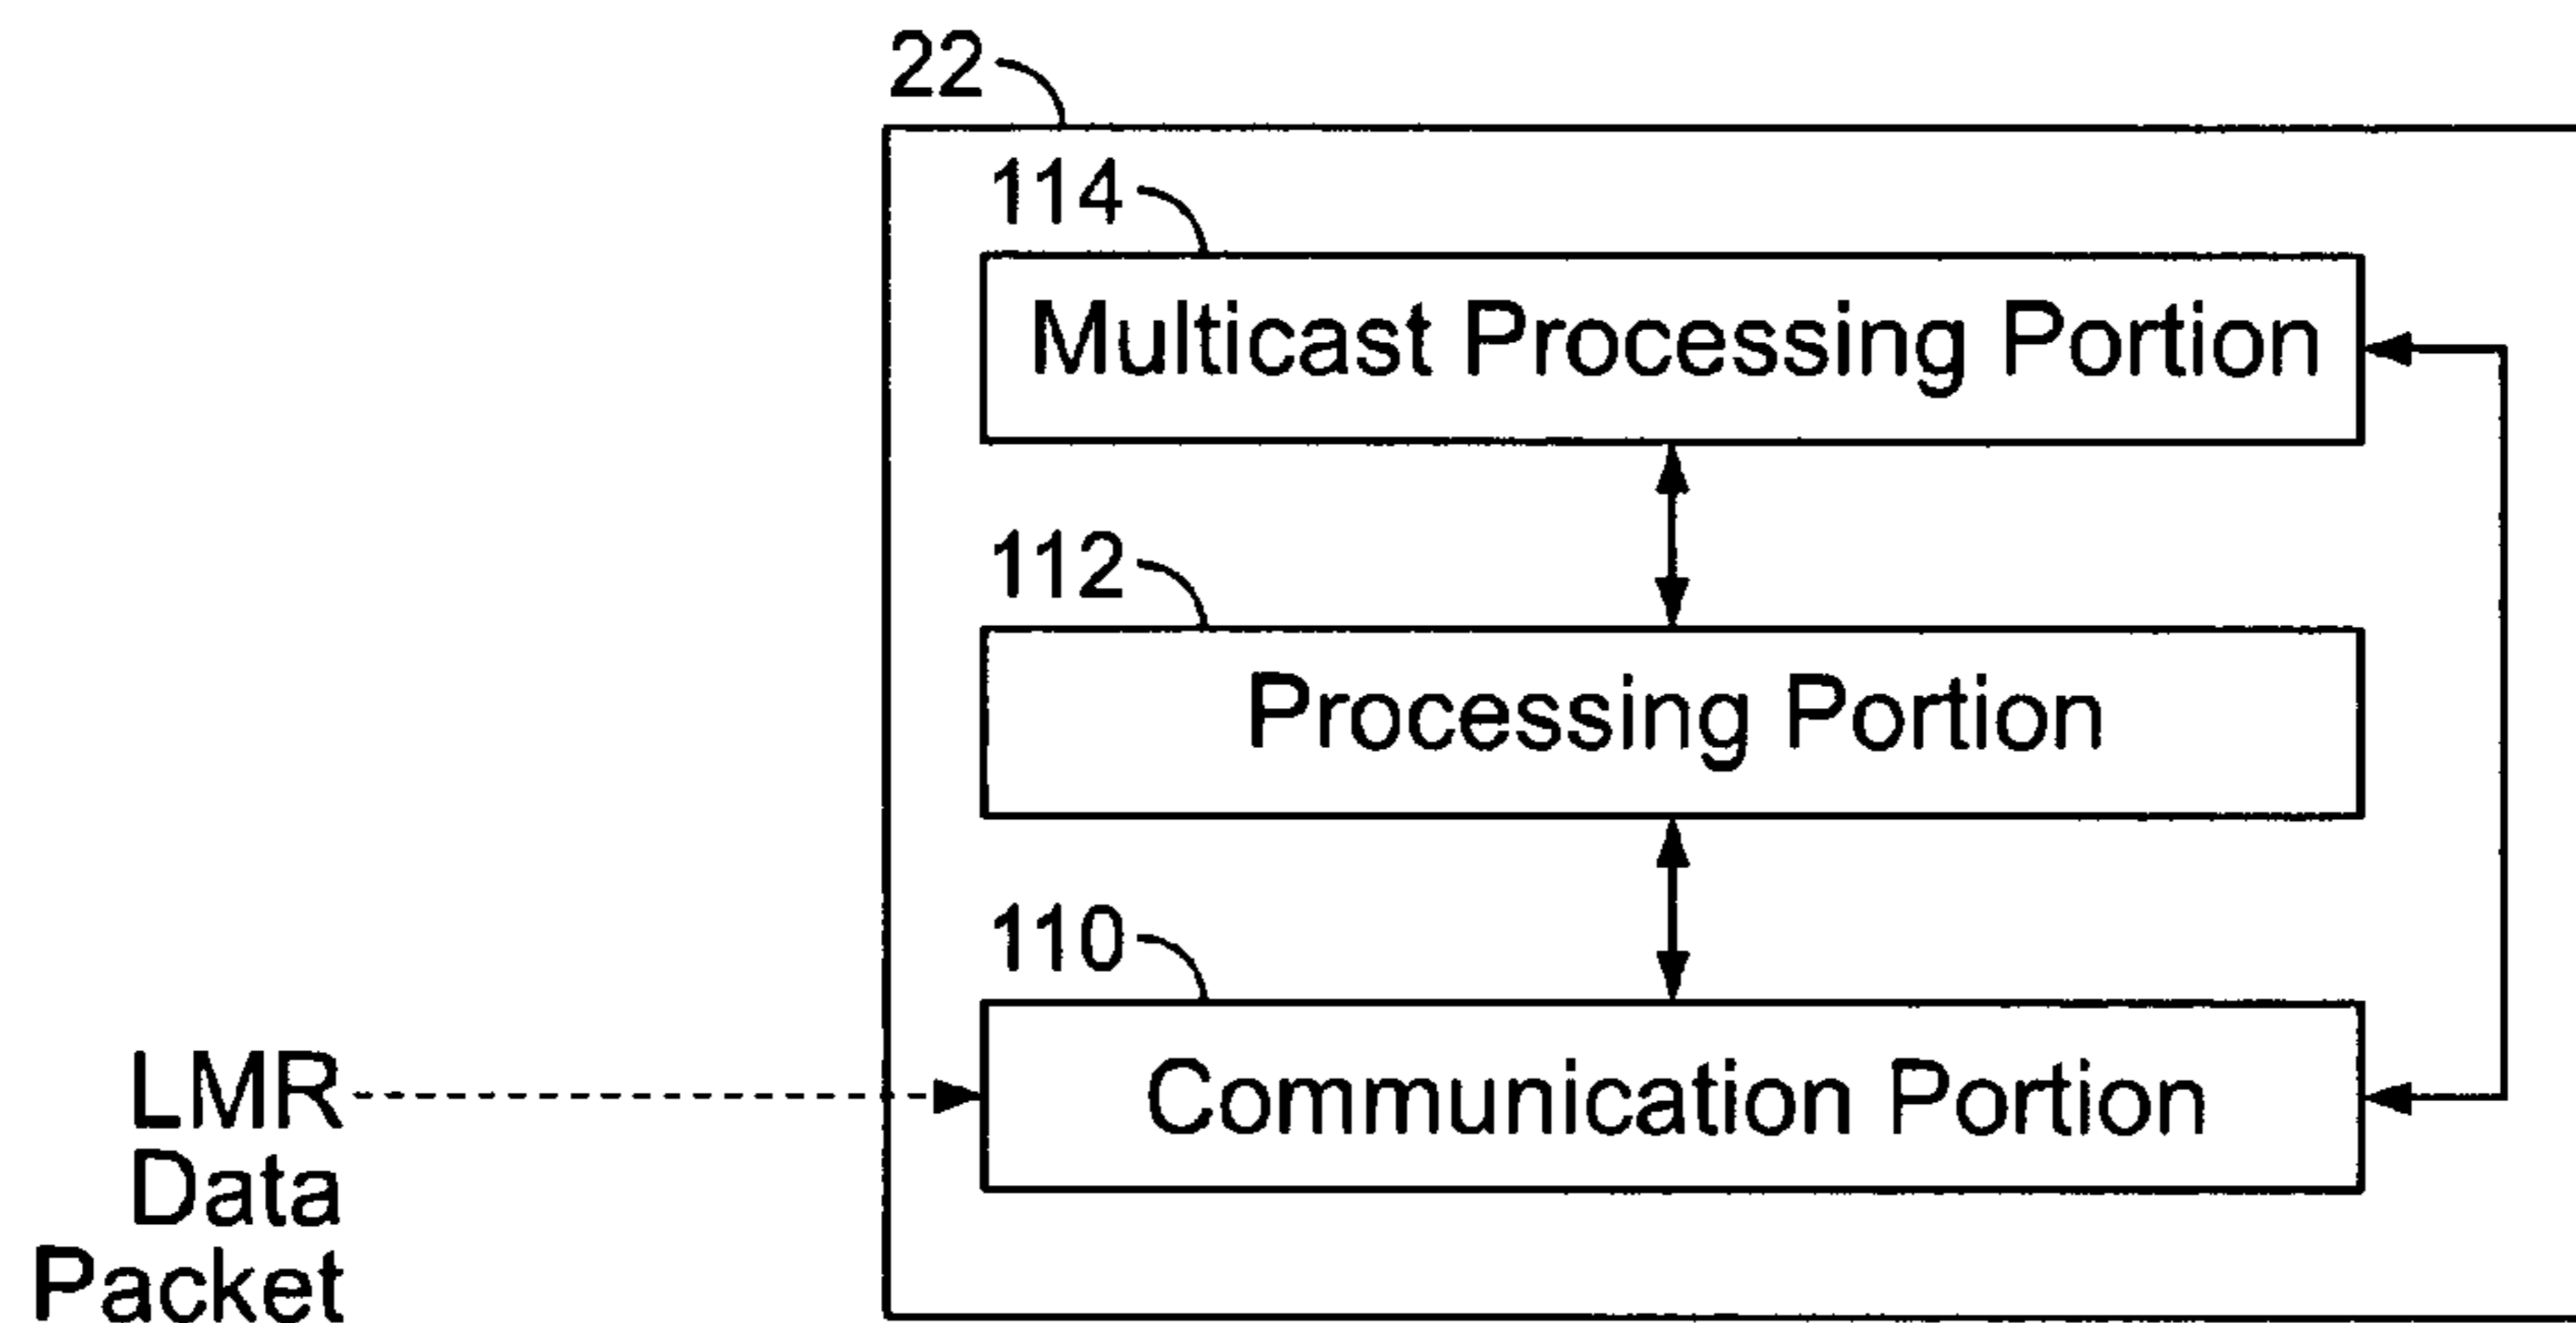 22
114
Multicast Processing Portion
112
Processing Portion
110
Communication Portion
LMR
Data
Packet